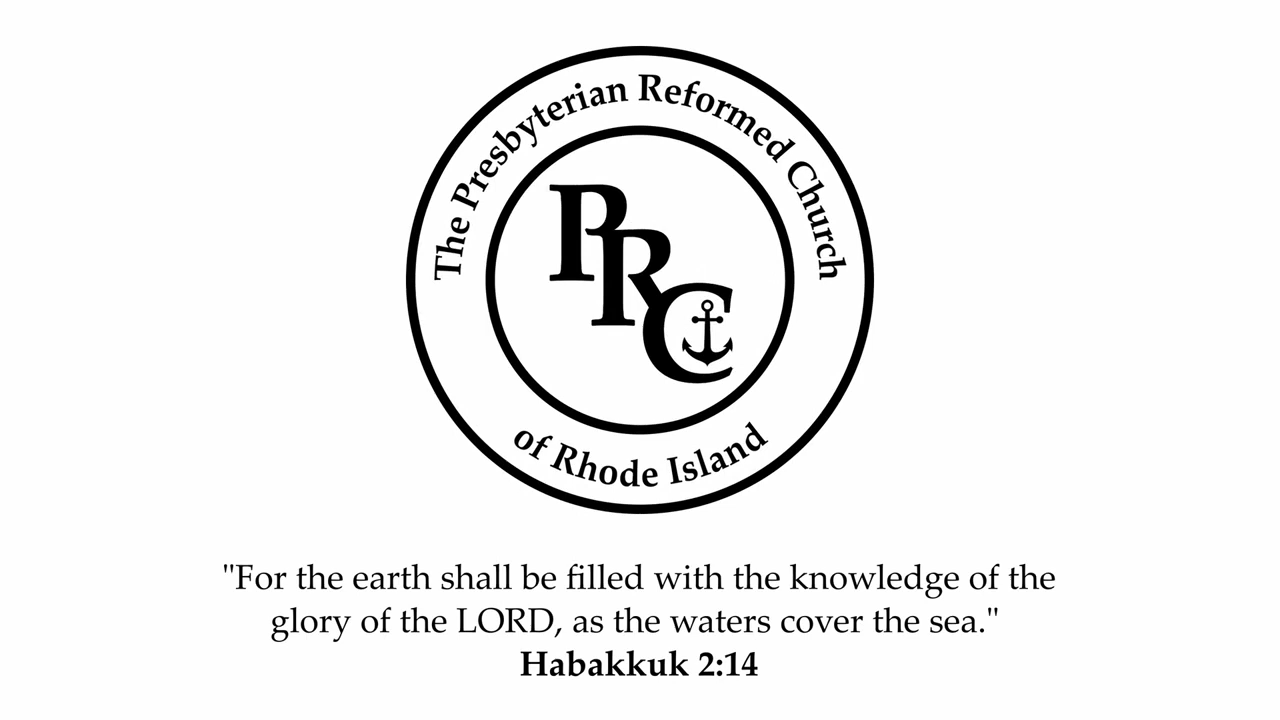 The Presbyterian Reformed Church
PRC
of Rhode Island
"For the earth shall be filled with the knowledge of the
glory of the LORD, as the waters cover the sea."
Habakkuk 2:14